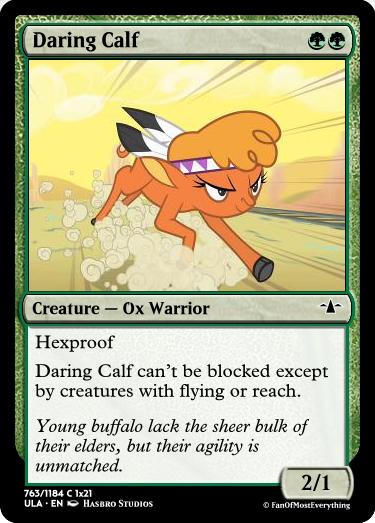 Daring Calf
Creature — Ox Warrior
Hexproof
Daring Calf can't be blocked except
by creatures with flying or reach.
Young buffalo lack the sheer bulk of
their elders, but their agility is
unmatched.
2/1
763/1184 C 1x21
ULA • EN Hasbro Studios
© FanOfMostEverything